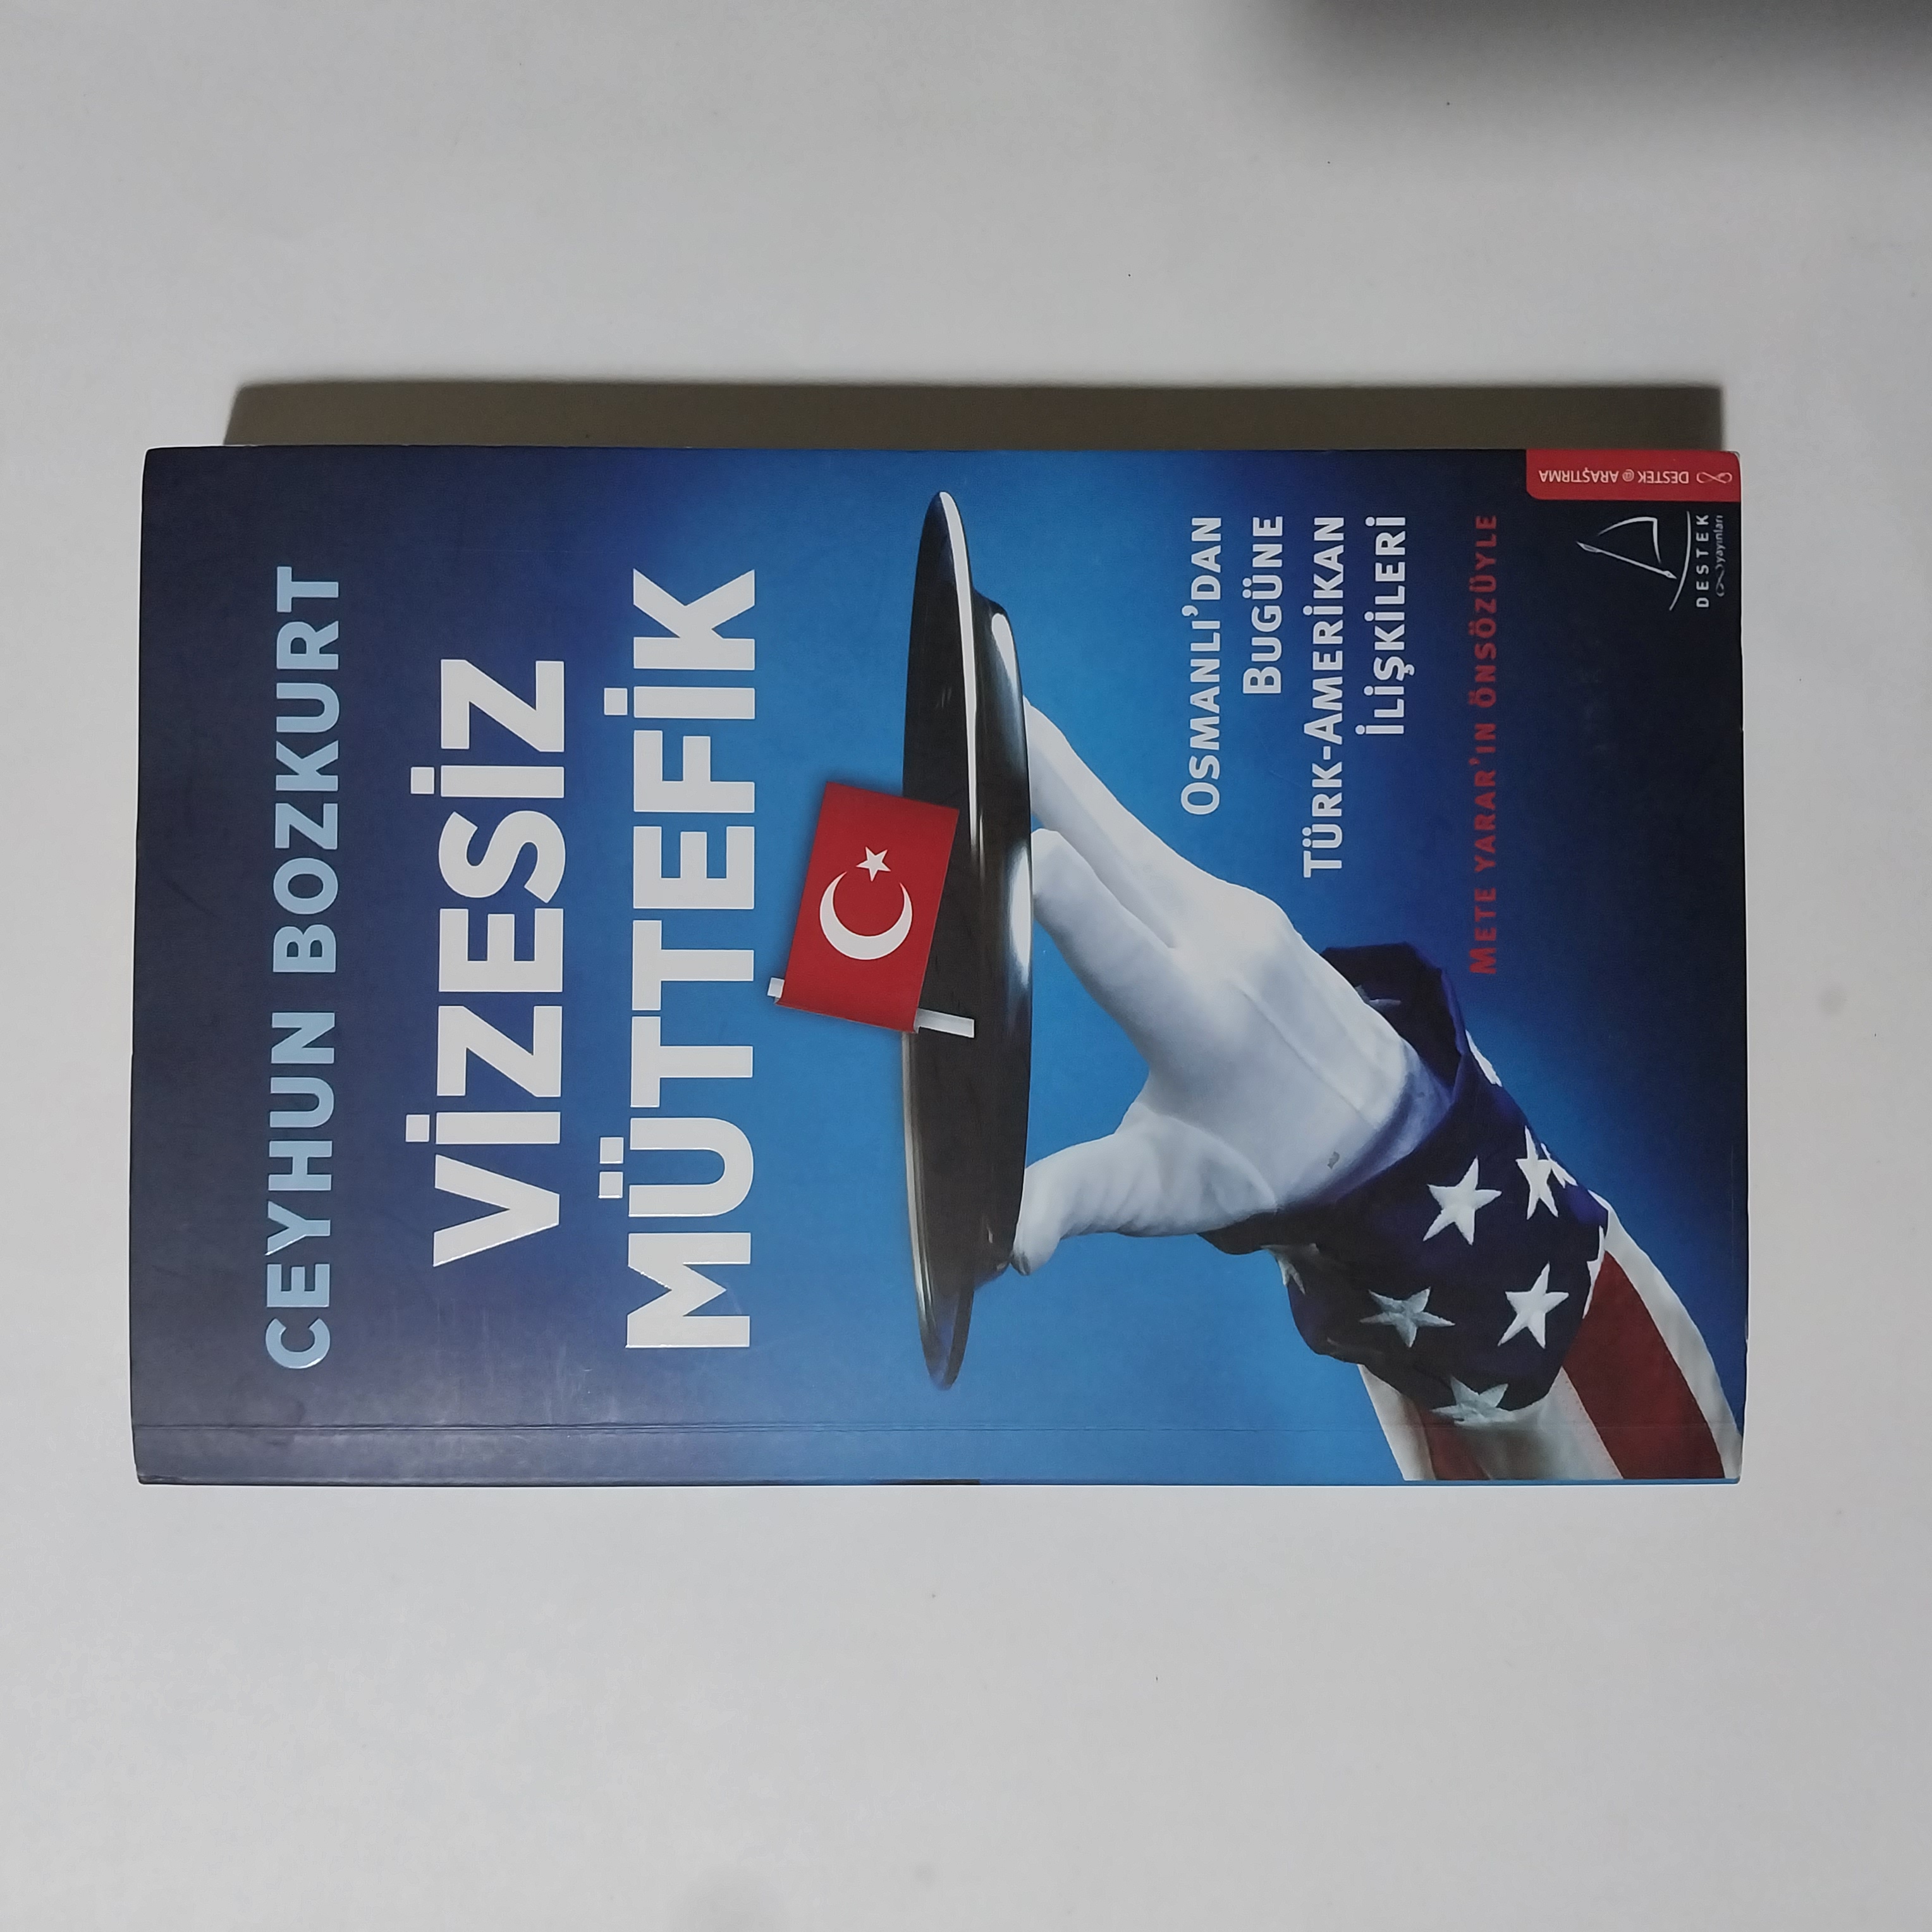 CEYHUN BOZKURT
VİZESİZ
MÜTTEFİK
OSMANLI'DAN
BUGÜNE
TÜRK-AMERİKAN
İLİŞKİLERİ
METE YARAR'IN ÖNSÖZÜYLE
DESTEK
yayınları
DESTEK @ ARAŞTIRMA